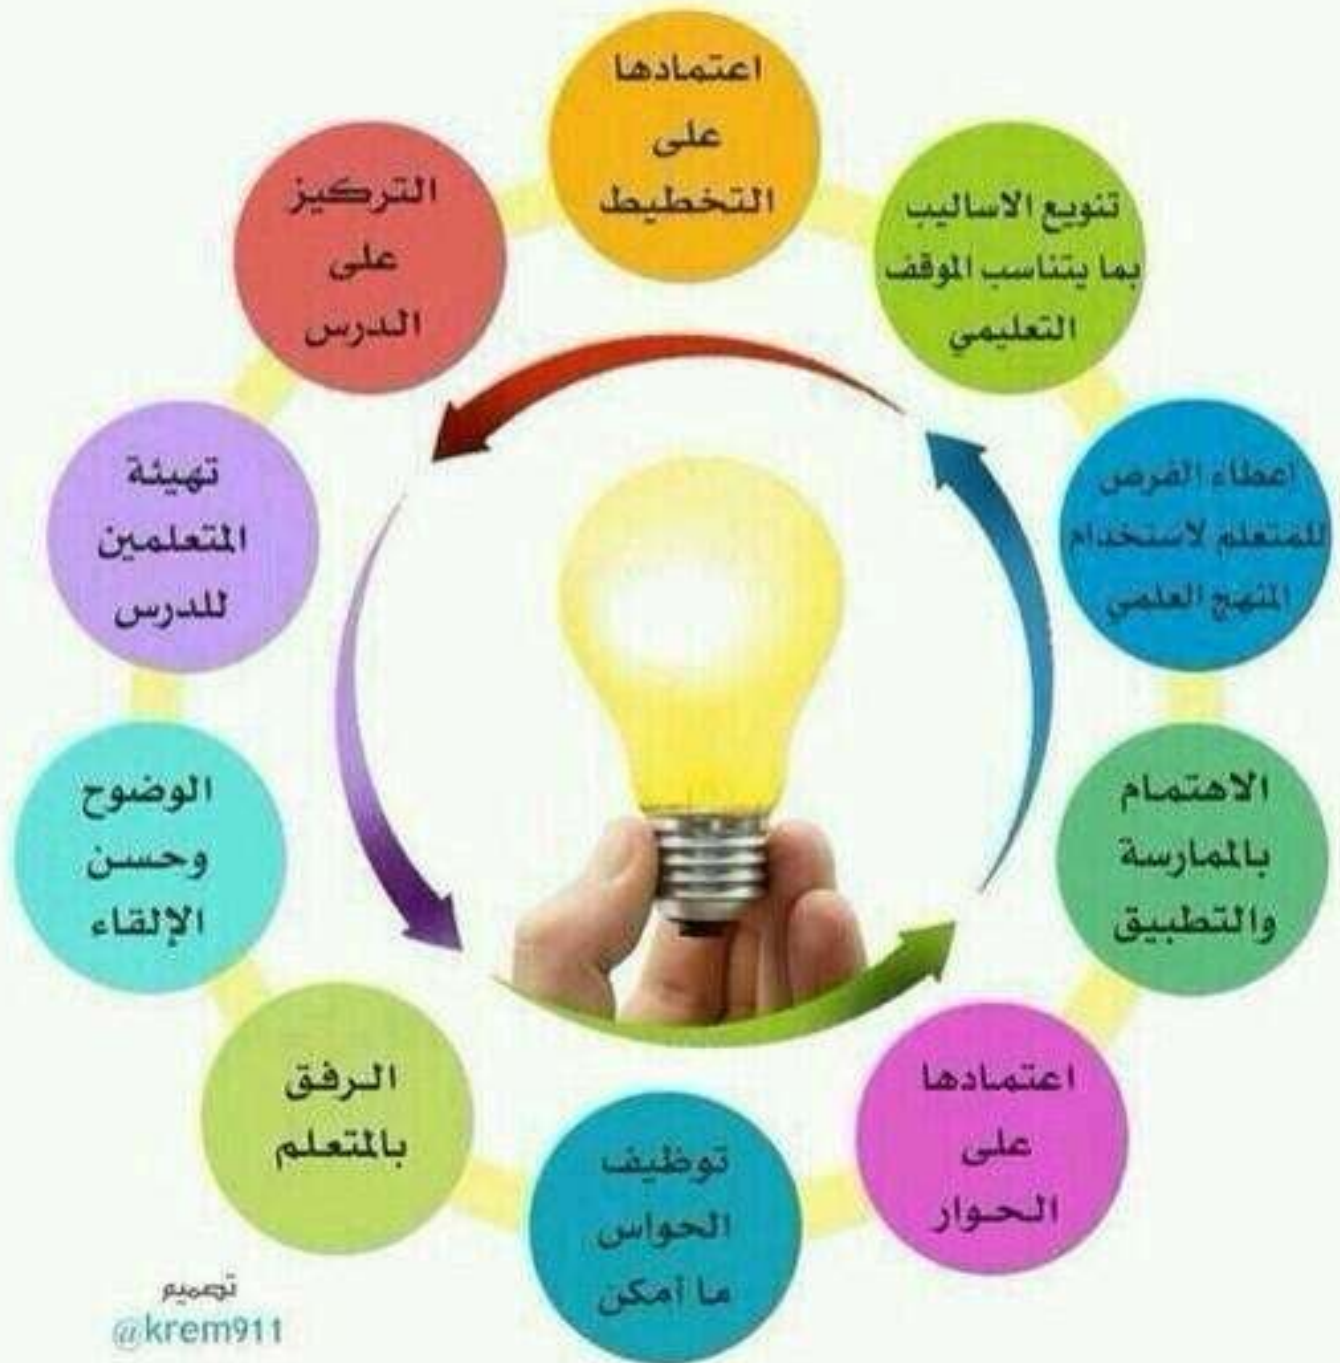 اعتمادها
على
التخطيط
تنويع الاساليب
بما يتناسب الموقف
التعليمي
اعطاء الفرص
للمتعلم لاستخدام
المنهج العلمي
الاهتمام
بالممارسة
والتطبيق
اعتمادها
على
الحوار
توظيف
الحواس
ما أمكن
الرفق
بالمتعلم
الوضوح
وحسن
الإلقاء
تهيئة
المتعلمين
للدرس
التركيز
على
الدرس
تصميم
@krem911